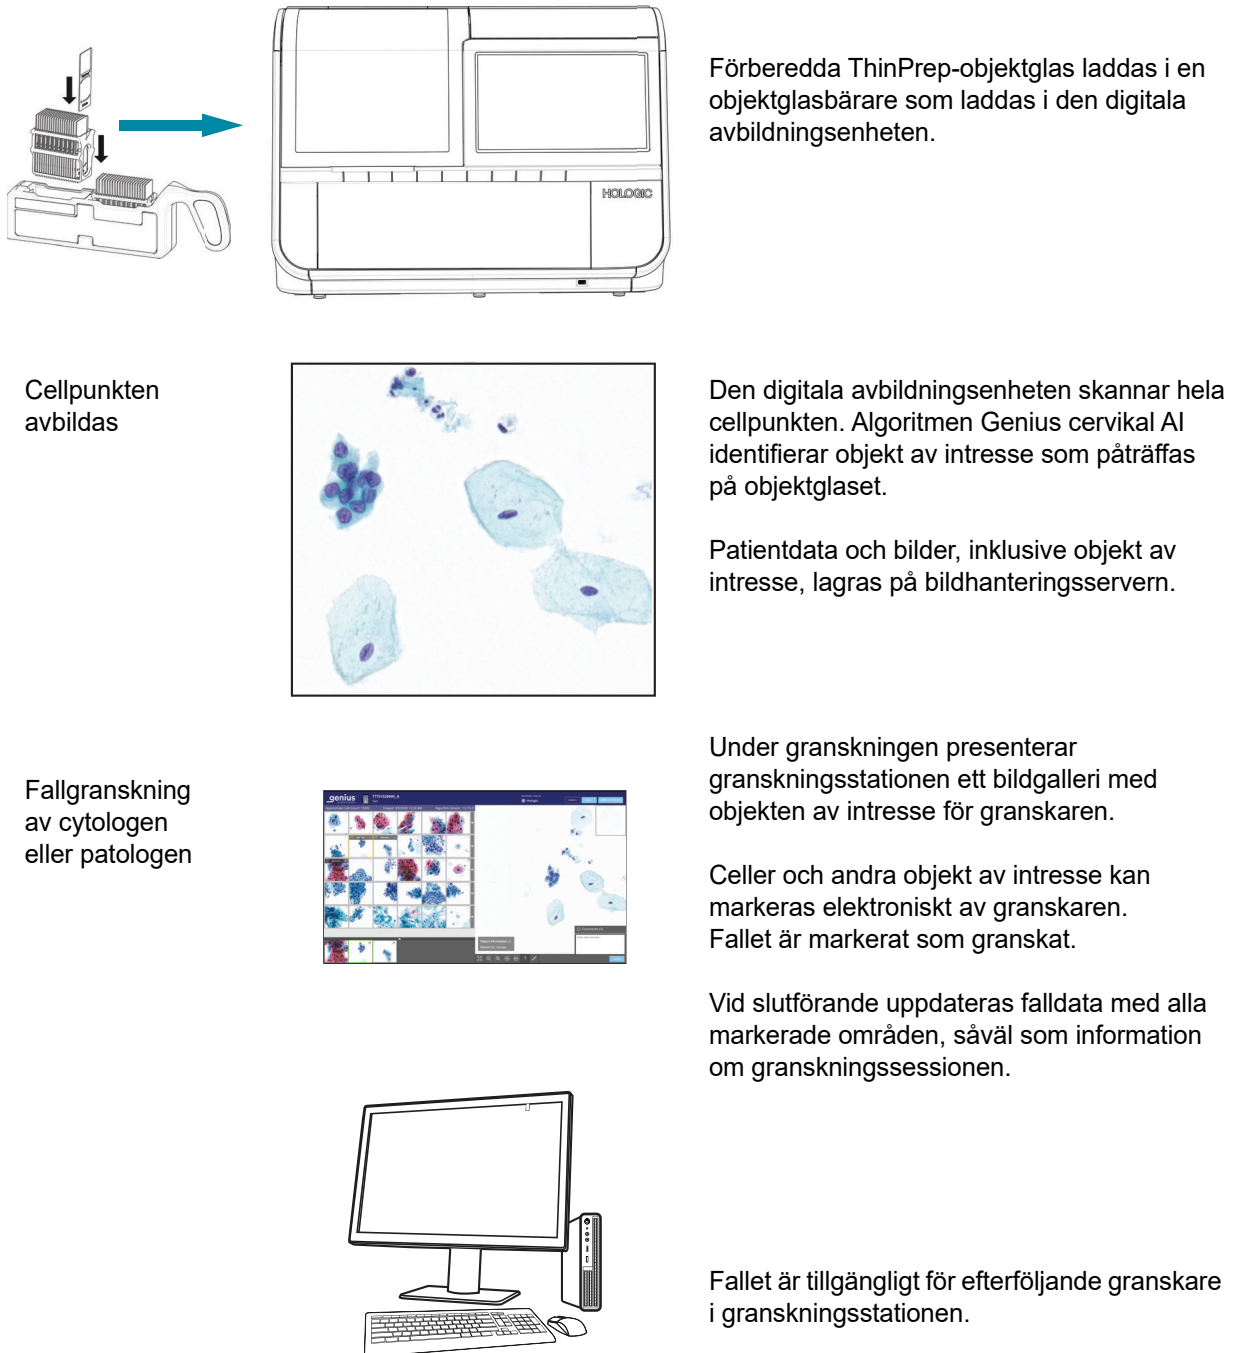 Förberedda ThinPrep-objektglas laddas i en
objektglasbärare som laddas i den digitala
avbildningsenheten.
HOLOGIC
Cellpunkten
avbildas
Den digitala avbildningsenheten skannar hela
cellpunkten. Algoritmen Genius cervikal AI
identifierar objekt av intresse som påträffas
på objektglaset.
Patientdata och bilder, inklusive objekt av
intresse, lagras på bildhanteringsservern.
Fallgranskning
av cytologen
eller patologen
genius
Under granskningen presenterar
granskningsstationen ett bildgalleri med
objekten av intresse för granskaren.
Celler och andra objekt av intresse kan
markeras elektroniskt av granskaren.
Fallet är markerat som granskat.
Vid slutförande uppdateras falldata med alla
markerade områden, såväl som information
om granskningssessionen.
Fallet är tillgängligt för efterföljande granskare
i granskningsstationen.